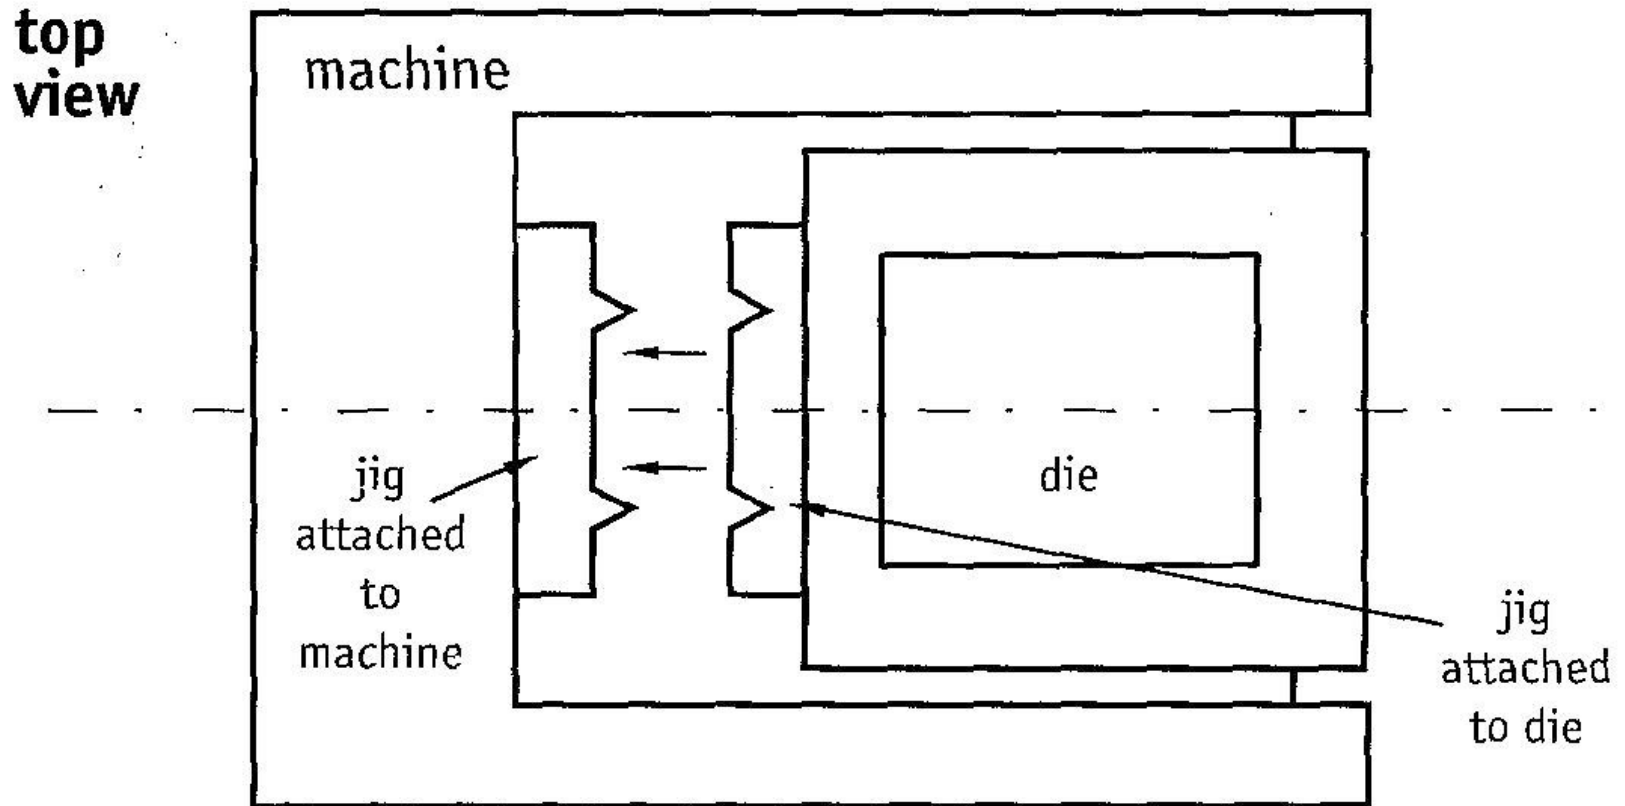 top
view
machine
jig
attached
to
machine
die
jig
attached
to die